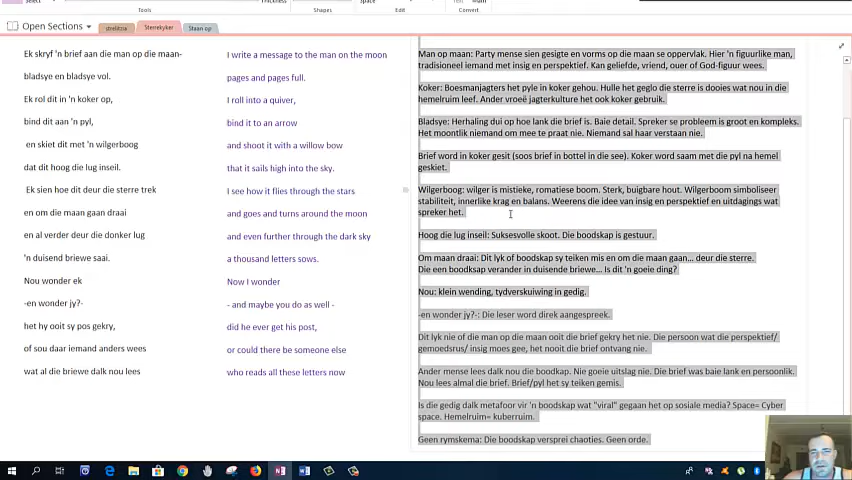 Select
Thickness
Space
Tools
Shapes
Edit
Convert
Open Sections
strelitzia
Sterrekyker
Staan op
Ek skryf 'n brief aan die man op die maan-
bladsye en bladsye vol.
Ek rol dit in 'n koker op,
bind dit aan 'n pyl,
en skiet dit met 'n wilgerboog
dat dit hoog die lug inseil.
Ek sien hoe dit deur die sterre trek
en om die maan gaan draai
en al verder deur die donker lug
'n duisend briewe saai.
Nou wonder ek
-en wonder jy?-
het hy ooit sy pos gekry,
of sou daar iemand anders wees
wat al die briewe dalk nou lees
I write a message to the man on the moon
pages and pages full.
I roll into a quiver,
bind it to an arrow
and shoot it with a willow bow
that it sails high into the sky.
I see how it flies through the stars
and goes and turns around the moon
and even further through the dark sky
a thousand letters sows.
Now I wonder
- and maybe you do as well -
did he ever get his post,
or could there be someone else
who reads all these letters now
Man op maan: Party mense sien gesigte en vorms op die maan se oppervlak. Hier 'n figuurlike man,
tradisioneel iemand met insig en perspektief. Kan geliefde, vriend, ouer of God-figuur wees.
Koker: Boesmanjagters het pyle in koker gehou. Hulle het geglo die sterre is dooies wat nou in die
hemelruim leef. Ander vroeë jagterkulture het ook koker gebruik.
Bladsye: Herhaling dui op hoe lank die brief is. Baie detail. Spreker se probleem is groot en kompleks.
Het moontlik niemand om mee te praat nie. Niemand sal haar verstaan nie.
Brief word in koker gesit (soos brief in bottel in die see). Koker word saam met die pyl na hemel
geskiet.
Wilgerboog: wilger is mistieke, romatiese boom. Sterk, buigbare hout. Wilgerboom simboliseer
stabiliteit, innerlike krag en balans. Weerens die idee van insig en perspektief en uitdagings wat
spreker het.
Hoog die lug inseil: Suksesvolle skoot. Die boodskap is gestuur.
Om maan draai: Dit lyk of boodskap sy teiken mis en om die maan gaan… deur die sterre.
Die een boodksap verander in duisende briewe… Is dit 'n goeie ding?
Nou: klein wending, tydverskuiwing in gedig.
-en wonder jy?-: Die leser word direk aangespreek.
Dit lyk nie of die man op die maan ooit die brief gekry het nie. Die persoon wat die perspektief/
gemoedsrus/ insig moes gee, het nooit die brief ontvang nie.
Ander mense lees dalk nou die boodkap. Nie goeie uitslag nie. Die brief was baie lank en persoonlik.
Nou lees almal die brief. Brief/pyl het sy teiken gemis.
Is die gedig dalk metafoor vir 'n boodskap wat "viral" gegaan het op sosiale media? Space= Cyber
space. Hemelruim= kuberruim.
Geen rymskema: Die boodskap versprei chaoties. Geen orde.